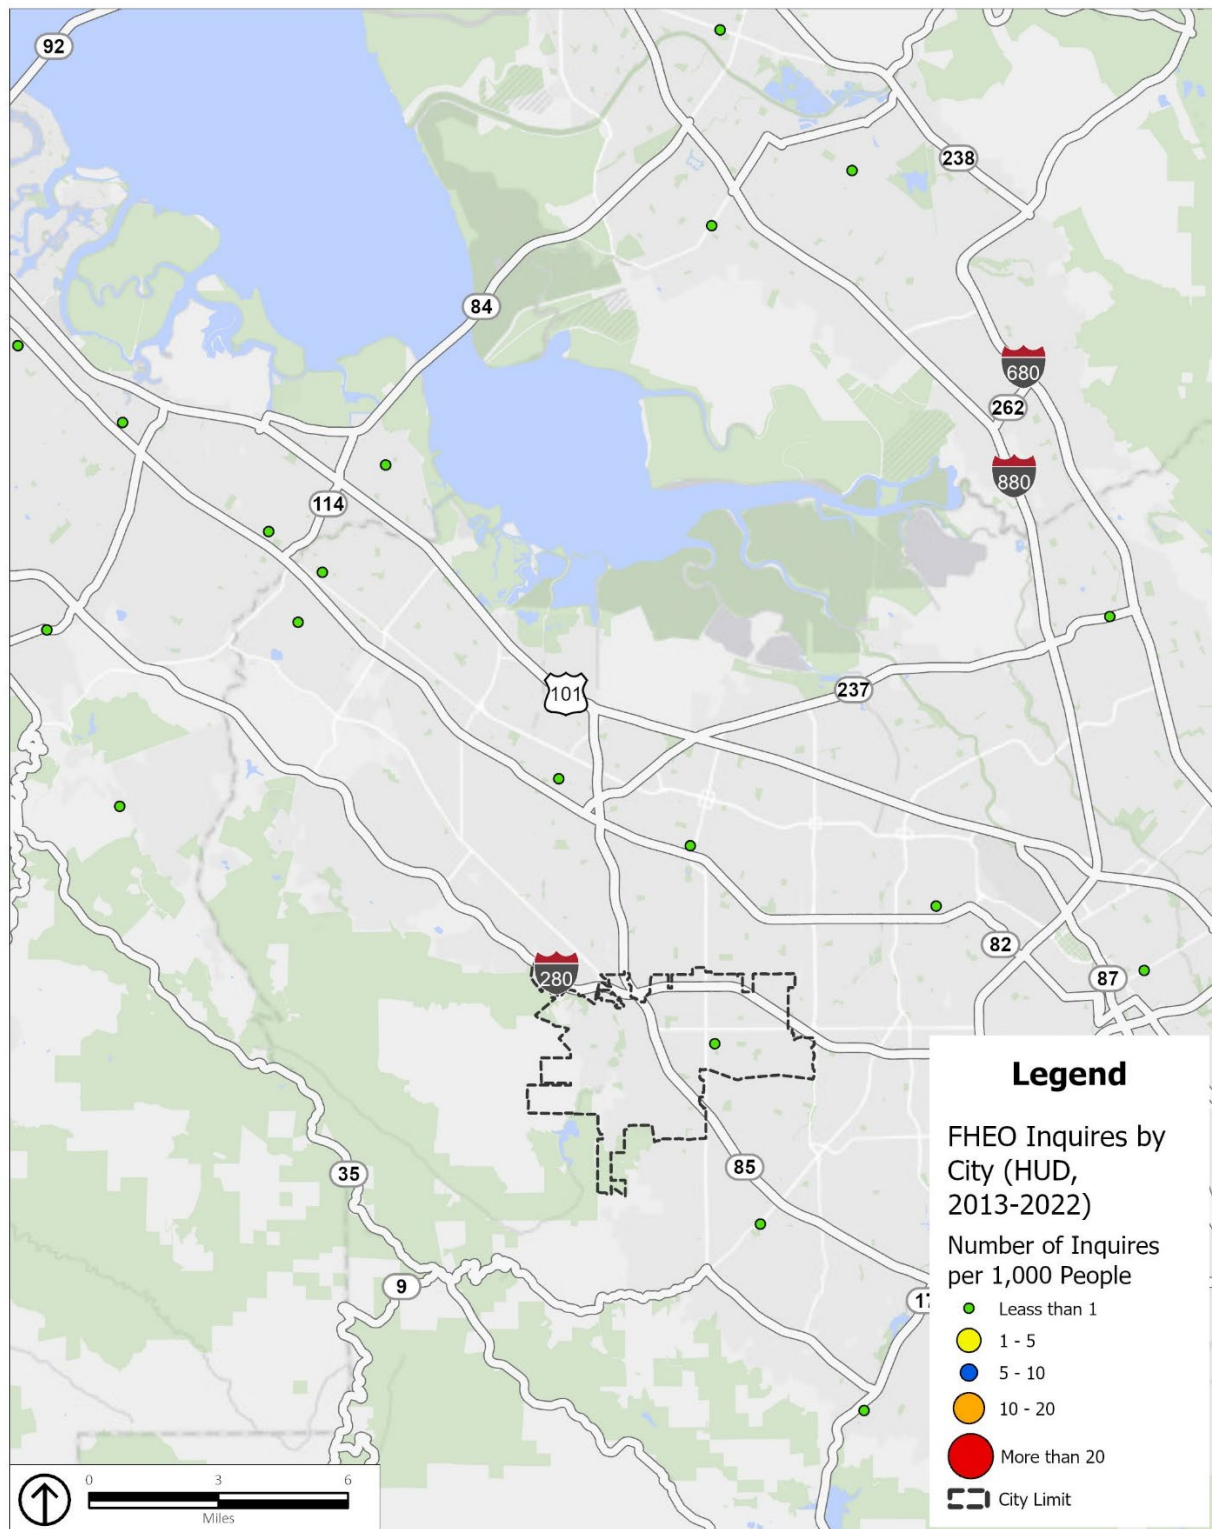 92
238
84
680
262
880
114
101
237
82
280
87
85
35
9
17
Legend
FHEO Inquires by
City (HUD,
2013-2022)
Number of Inquires
per 1,000 People
Leass than 1
1 - 5
5 - 10
10 - 20
More than 20
City Limit
0 3 6
Miles